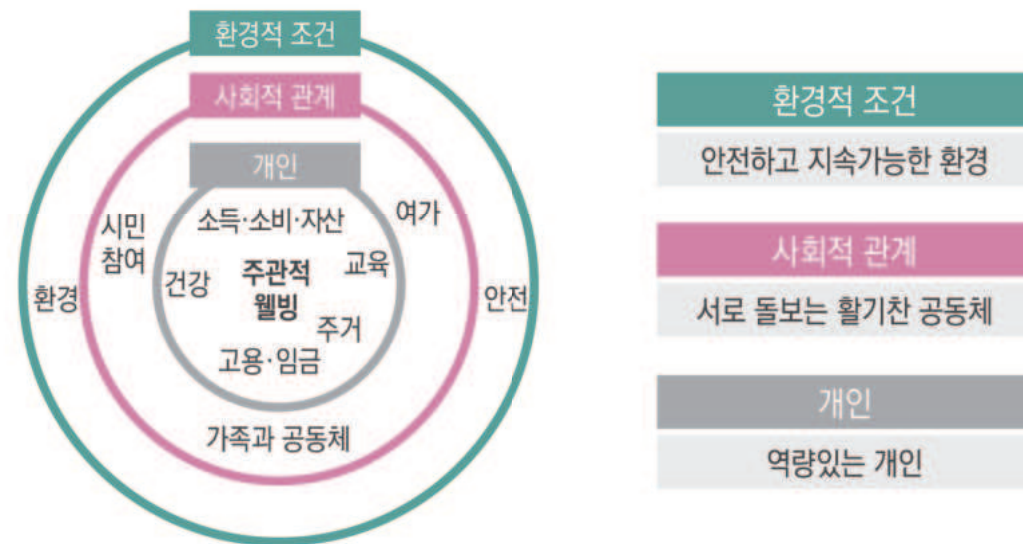 환경적 조건
사회적 관계
개인
소득·소비·자산
여가
시민
참여
교육
건강
주관적
웰빙
환경
안전
주거
고용·임금
가족과 공동체
환경적 조건
안전하고 지속가능한 환경
사회적 관계
서로 돌보는 활기찬 공동체
개인
역량있는 개인